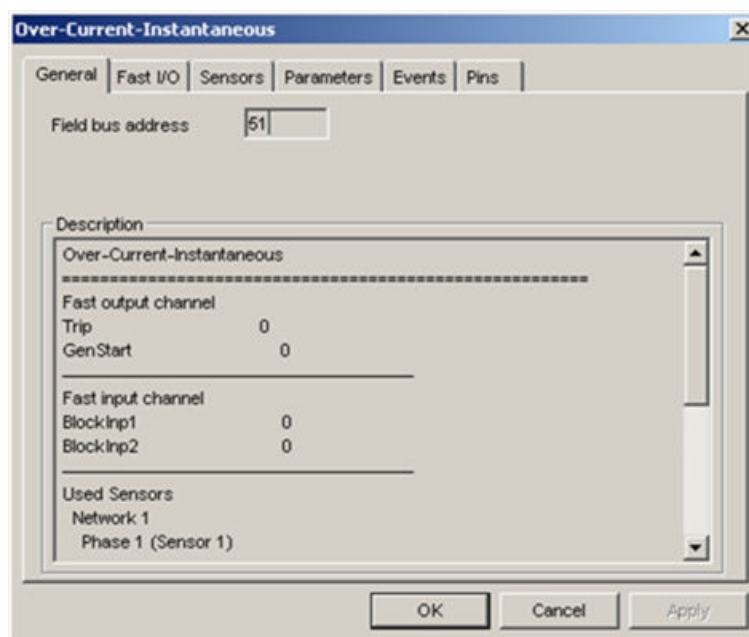 Over-Current-Instantaneous
General Fast I/O Sensors Parameters Events Pins
Field bus address 51
Description
Over-Current-Instantaneous
=======================================================
Fast output channel
Trip 0
GenStart 0
Fast input channel
BlockInp1 0
BlockInp2 0
Used Sensors
Network 1
Phase 1 (Sensor 1)
OK Cancel Apply